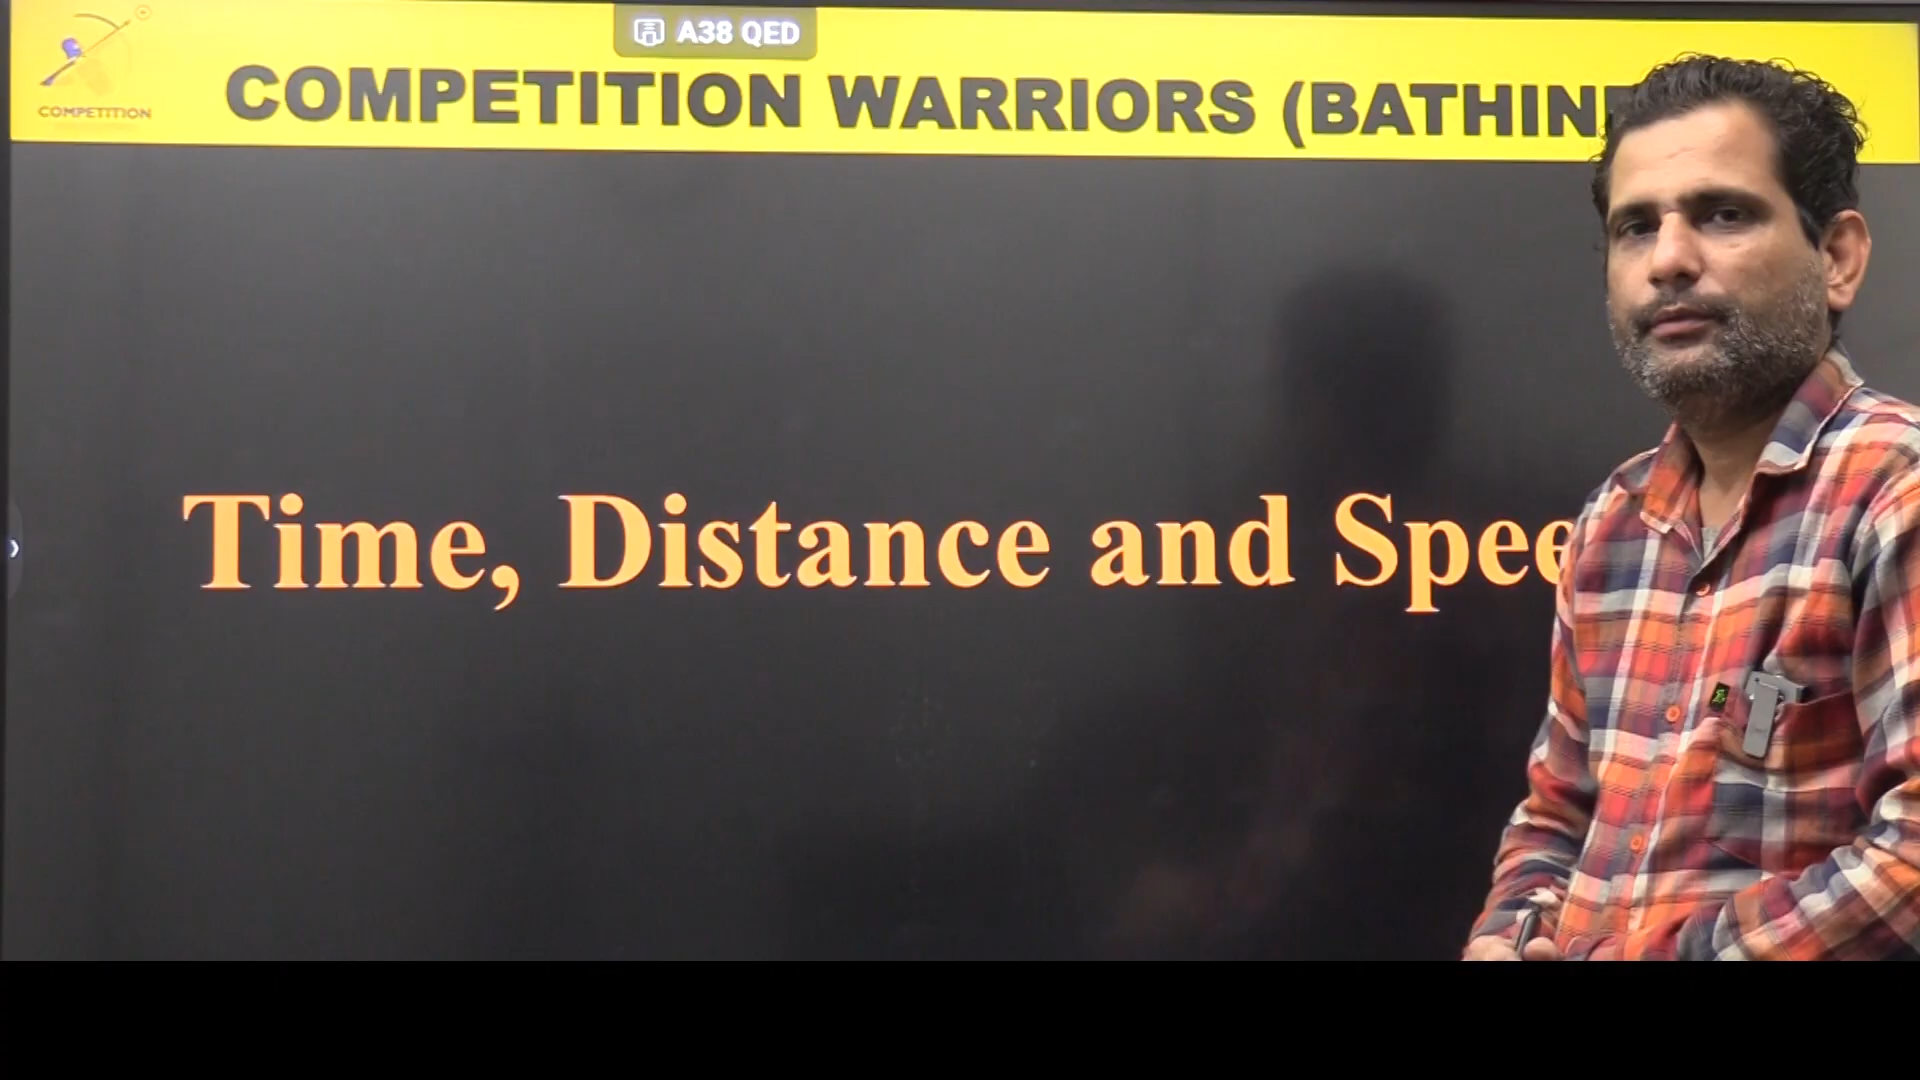 A38 QED
COMPETITION
COMPETITION WARRIORS (BATHIN
Time, Distance and Spee